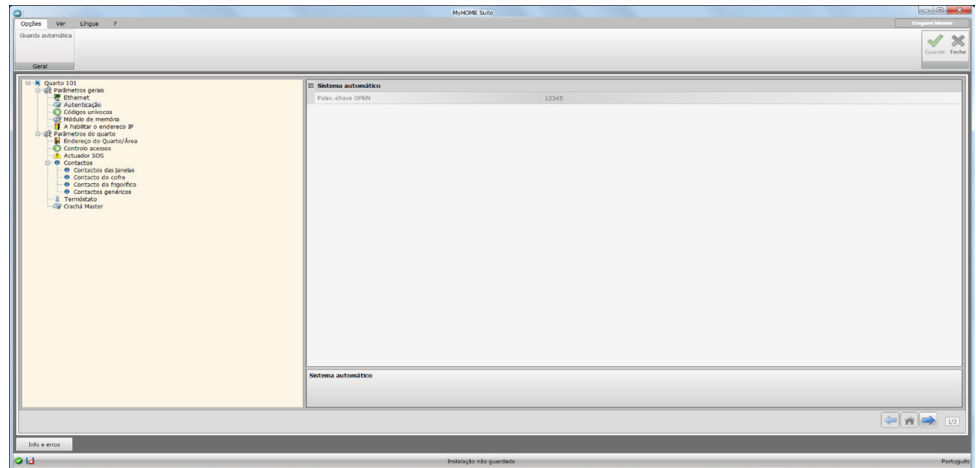 MyHOME Suite
Opções Ver Língua ?
Guarda automática
Guarda Feche
Geral
Quarto 101
Parâmetros gerais
Ethernet
Autenticação
Códigos unívocos
Módulo de memória
A habilitar o endereco IP
Parâmetros do quarto
Endereço do Quarto/Área
Controlo acessos
Actuador SOS
Contactos
Contactos das janelas
Contacto do cofre
Contacto do frigorífico
Contactos genéricos
Termóstato
Crachá Master
Sistema automático
Palav.-chave OPEN 12345
Sistema automático
1/2
Info e erros
Instalação não guardada
Português